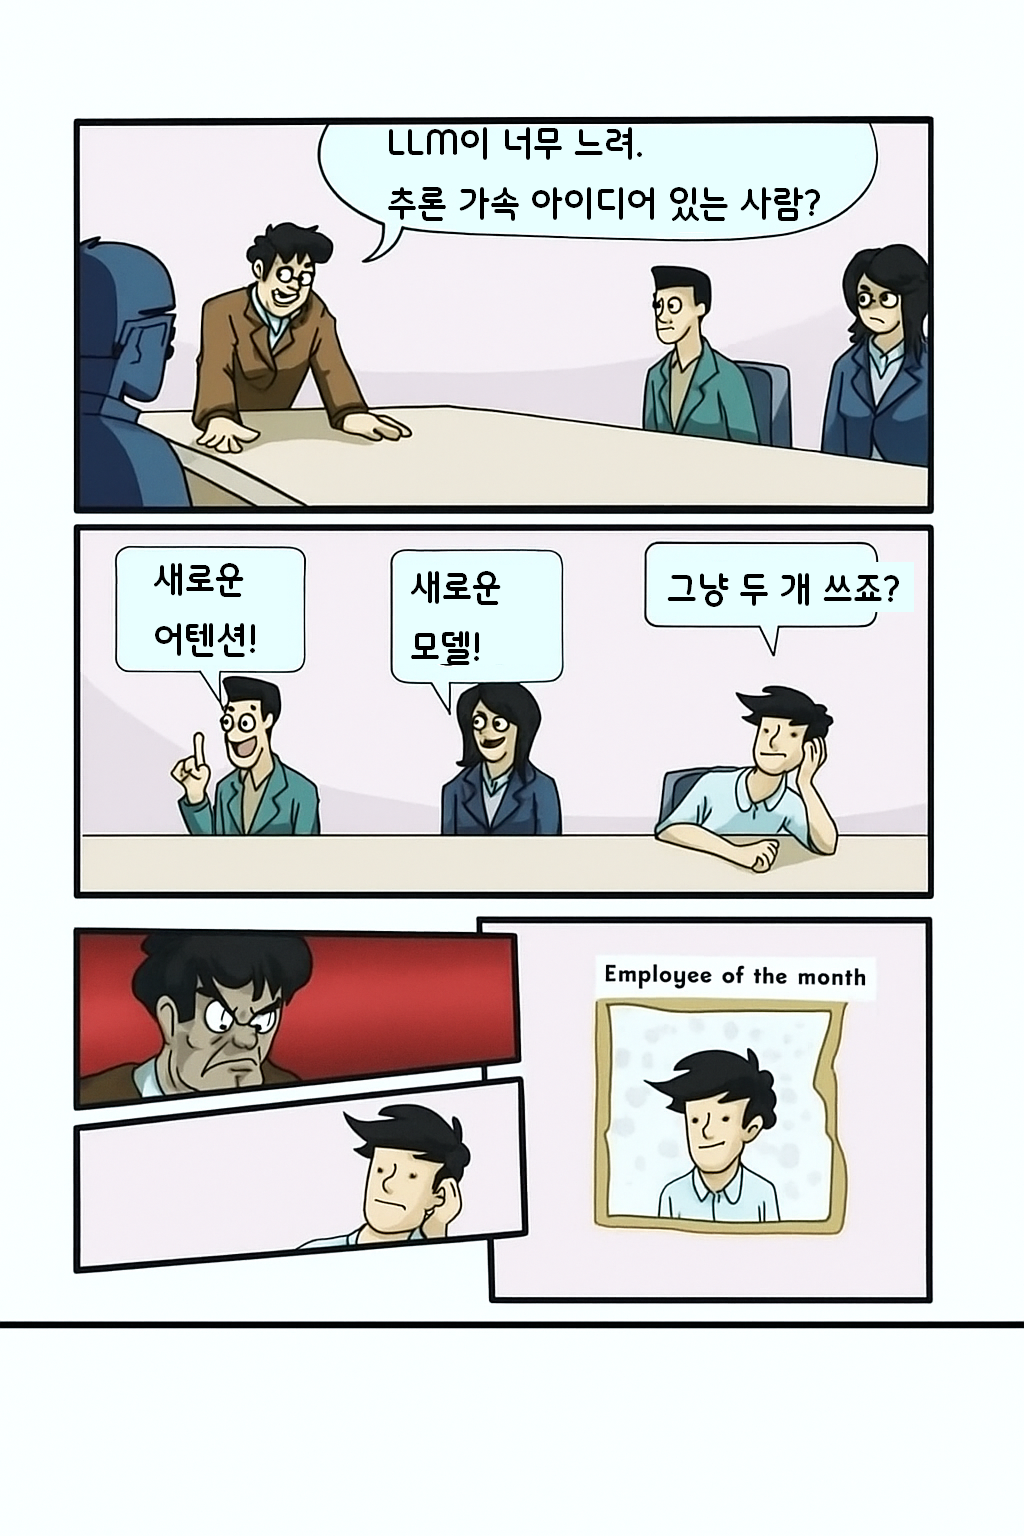 LLM이 너무 느려.
추론 가속 아이디어 있는 사람?
새로운
어텐션!
새로운
모델!
그냥 두 개 쓰죠?
Employee of the month